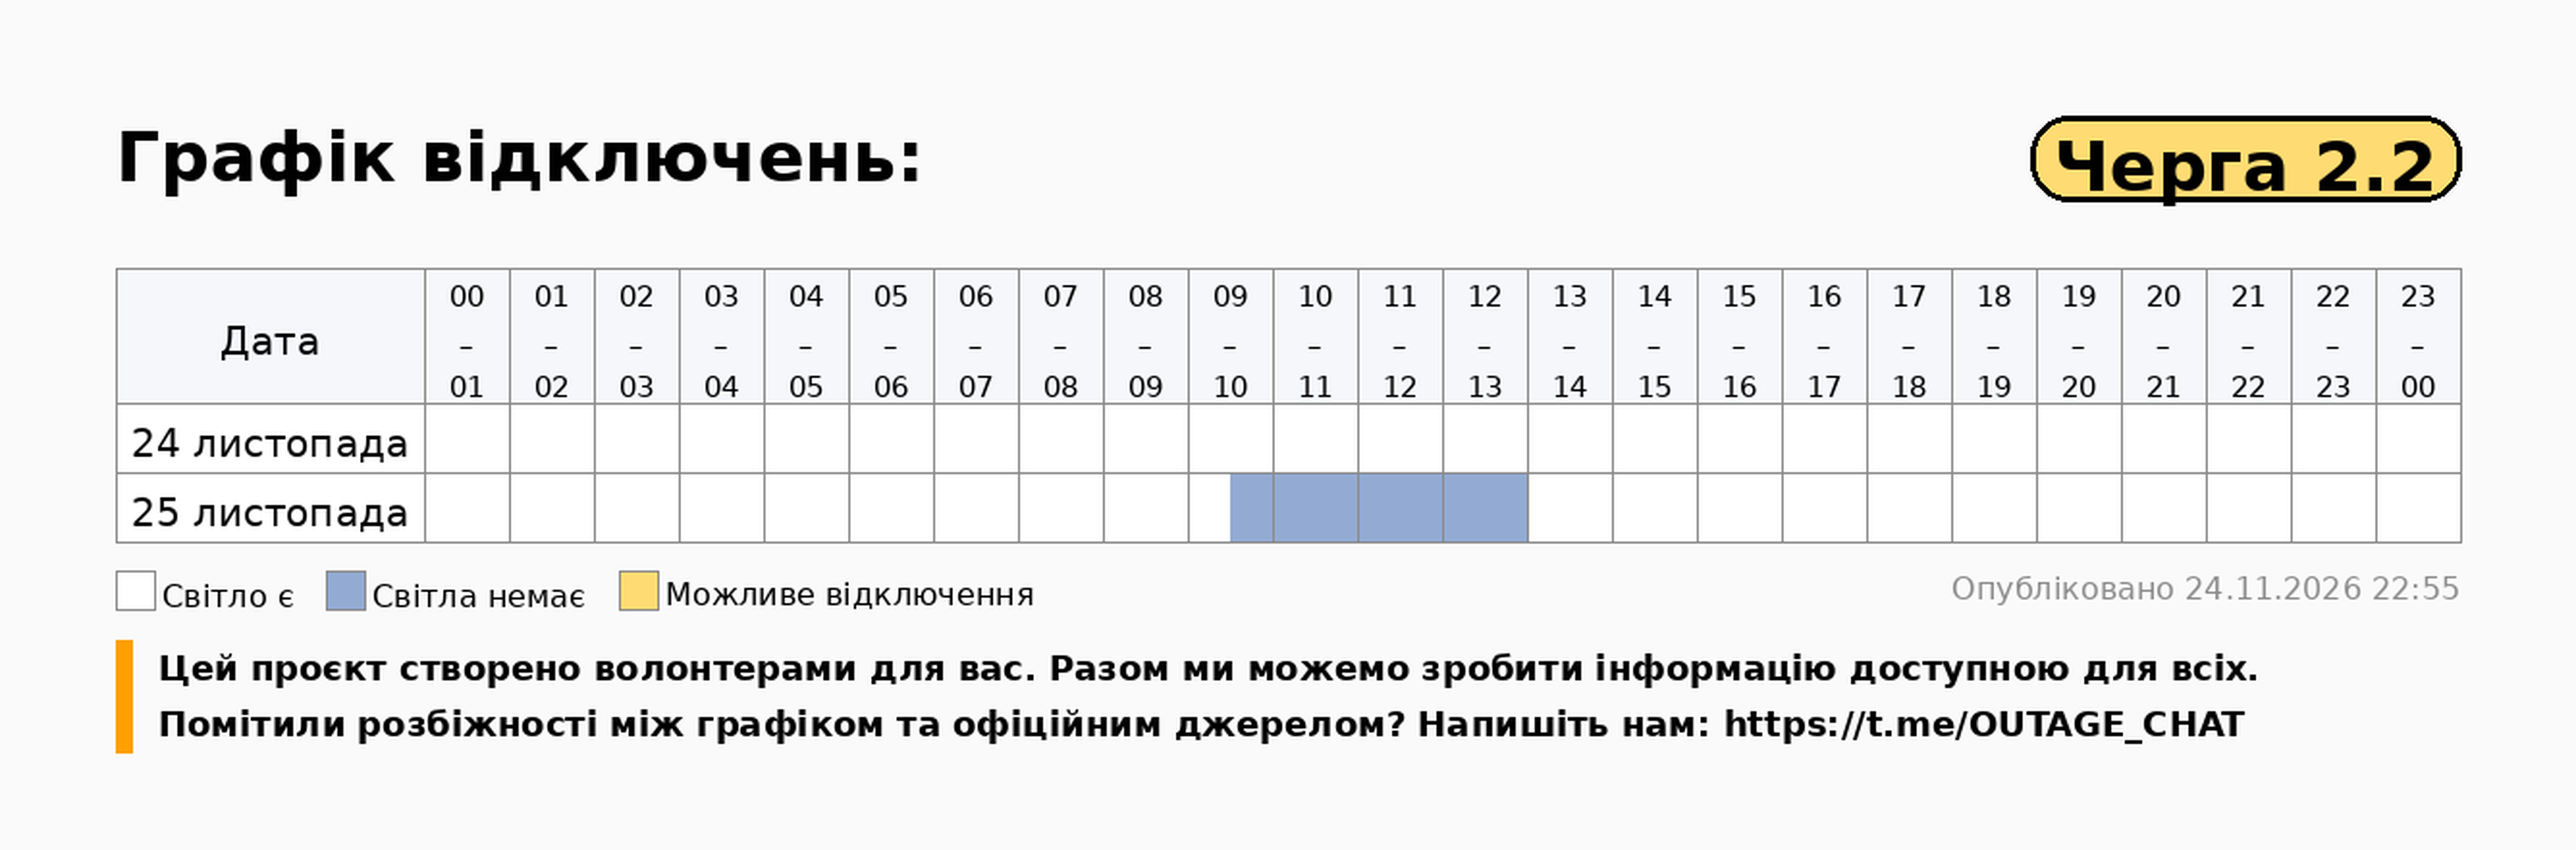 Графік відключень:
Черга 2.2
Дата 00 – 01 01 – 02 02 – 03 03 – 04 04 – 05 05 – 06 06 – 07 07 – 08 08 – 09 09 – 10 10 – 11 11 – 12 12 – 13 13 – 14 14 – 15 15 – 16 16 – 17 17 – 18 18 – 19 19 – 20 20 – 21 21 – 22 22 – 23 23 – 00
24 листопада
25 листопада
Світло є Світла немає Можливе відключення
Опубліковано 24.11.2026 22:55
Цей проєкт створено волонтерами для вас. Разом ми можемо зробити інформацію доступною для всіх.
Помітили розбіжності між графіком та офіційним джерелом? Напишіть нам: https://t.me/OUTAGE_CHAT